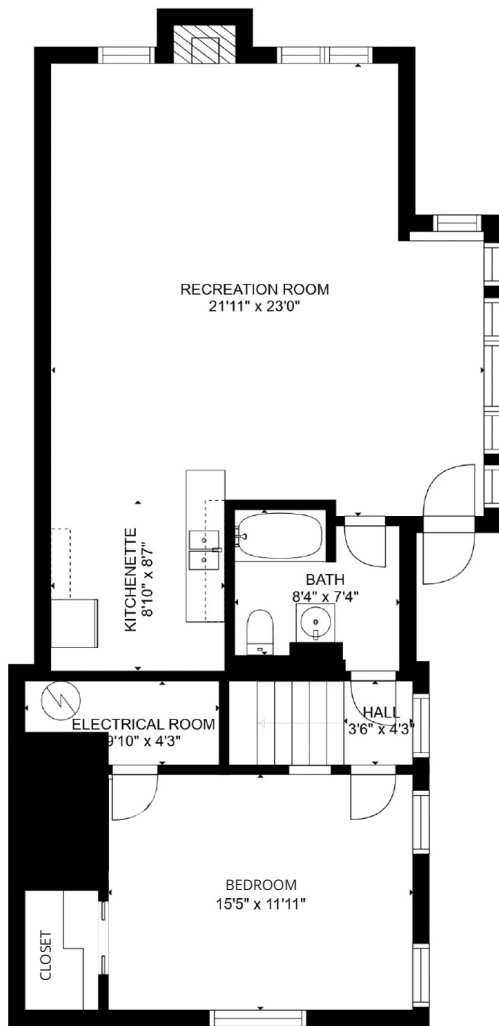 RECREATION ROOM
21'11" x 23'0"
KITCHENETTE
8'10" x 8'7"
BATH
8'4" x 7'4"
ELECTRICAL ROOM
9'10" x 4'3"
HALL
3'6" x 4'3"
BEDROOM
15'5" x 11'11"
CLOSET